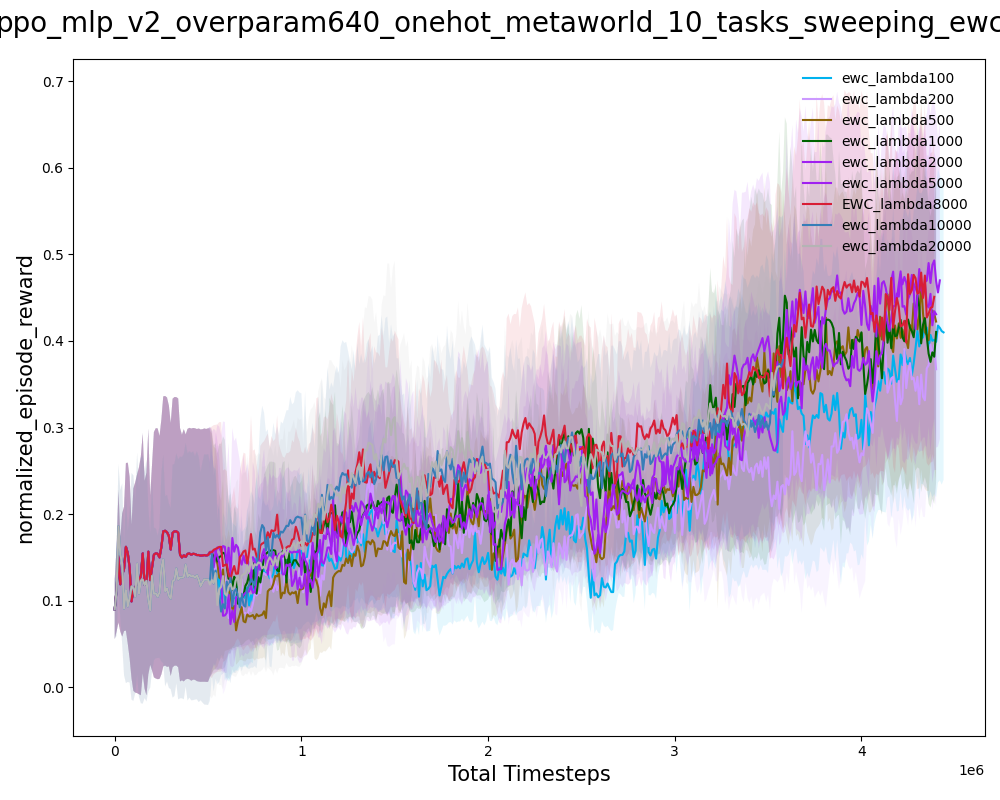 ppo_mlp_v2_overparam640_onehot_metaworld_10_tasks_sweeping_ewc
ewc_lambda100
ewc_lambda200
ewc_lambda500
ewc_lambda1000
ewc_lambda2000
ewc_lambda5000
EWC_lambda8000
ewc_lambda10000
ewc_lambda20000
normalized_episode_reward
0.7
0.6
0.5
0.4
0.3
0.2
0.1
0.0
0 1 2 3 4
1e6
Total Timesteps